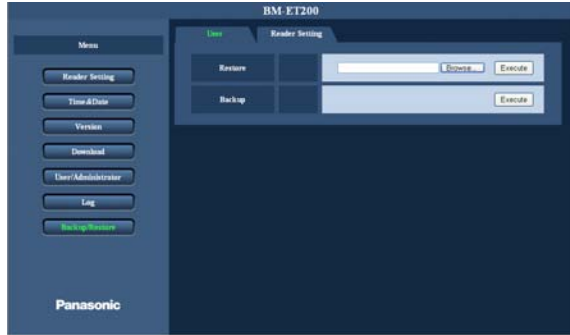 BM-ET200
Menu
User
Reader Setting
Reader Setting
Restore
Browse...
Execute
Time&Date
Backup
Execute
Version
Download
User/Administrator
Log
Backup/Restore
Panasonic